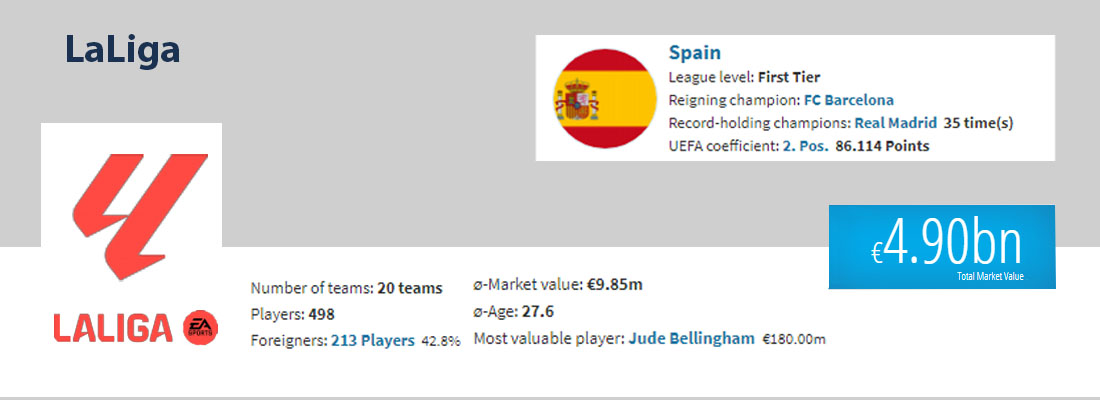 LaLiga
Spain
League level: First Tier
Reigning champion: FC Barcelona
Record-holding champions: Real Madrid 35 time(s)
UEFA coefficient: 2. Pos. 86.114 Points
€4.90bn
Total Market Value
LALIGA
EA
SPORTS
Number of teams: 20 teams
Players: 498
Foreigners: 213 Players 42.8%
ø-Market value: €9.85m
ø-Age: 27.6
Most valuable player: Jude Bellingham €180.00m